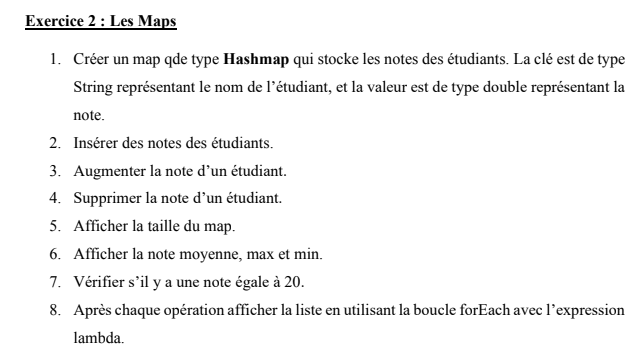 Exercice 2 : Les Maps
1. Créer un map qde type Hashmap qui stocke les notes des étudiants. La clé est de type
String représentant le nom de l'étudiant, et la valeur est de type double représentant la
note.
2. Insérer des notes des étudiants.
3. Augmenter la note d'un étudiant.
4. Supprimer la note d'un étudiant.
5. Afficher la taille du map.
6. Afficher la note moyenne, max et min.
7. Vérifier s'il y a une note égale à 20.
8. Après chaque opération afficher la liste en utilisant la boucle forEach avec l'expression
lambda.